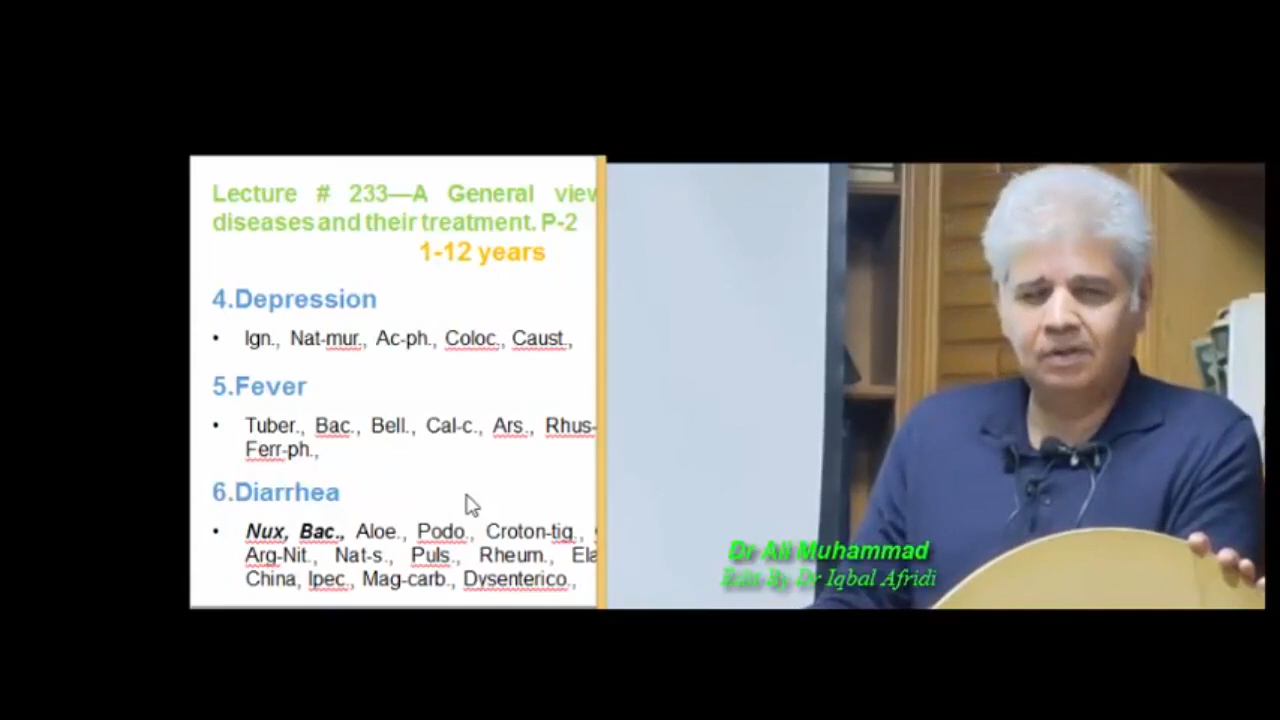 Lecture # 233—A General view
diseases and their treatment. P-2
1-12 years
4.Depression
• Ign., Nat-mur., Ac-ph., Coloc., Caust.,
5.Fever
• Tuber., Bac., Bell., Cal-c., Ars., Rhus-
Ferr-ph.,
6.Diarrhea
• Nux, Bac., Aloe., Podo., Croton-tig.,
Arg-Nit., Nat-s., Puls., Rheum., Ela
China, Ipec., Mag-carb., Dysenterico.,
Dr Ali Muhammad
Edit By Dr Iqbal Afridi